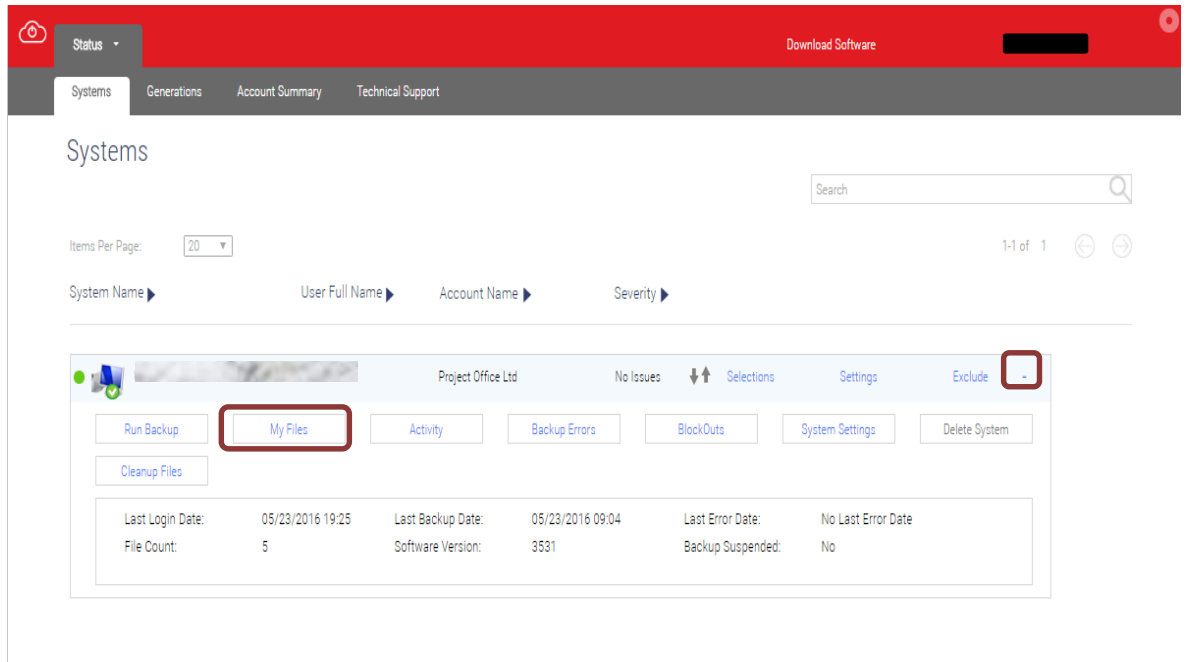 Status Download Software
Systems Generations Account Summary Technical Support
Systems
Search
Items Per Page: 20 1-1 of 1
System Name User Full Name Account Name Severity
Project Office Ltd No Issues Selections Settings Exclude -
Run Backup My Files Activity Backup Errors BlockOuts System Settings Delete System
Cleanup Files
Last Login Date: 05/23/2016 19:25 Last Backup Date: 05/23/2016 09:04 Last Error Date: No Last Error Date
File Count: 5 Software Version: 3531 Backup Suspended: No